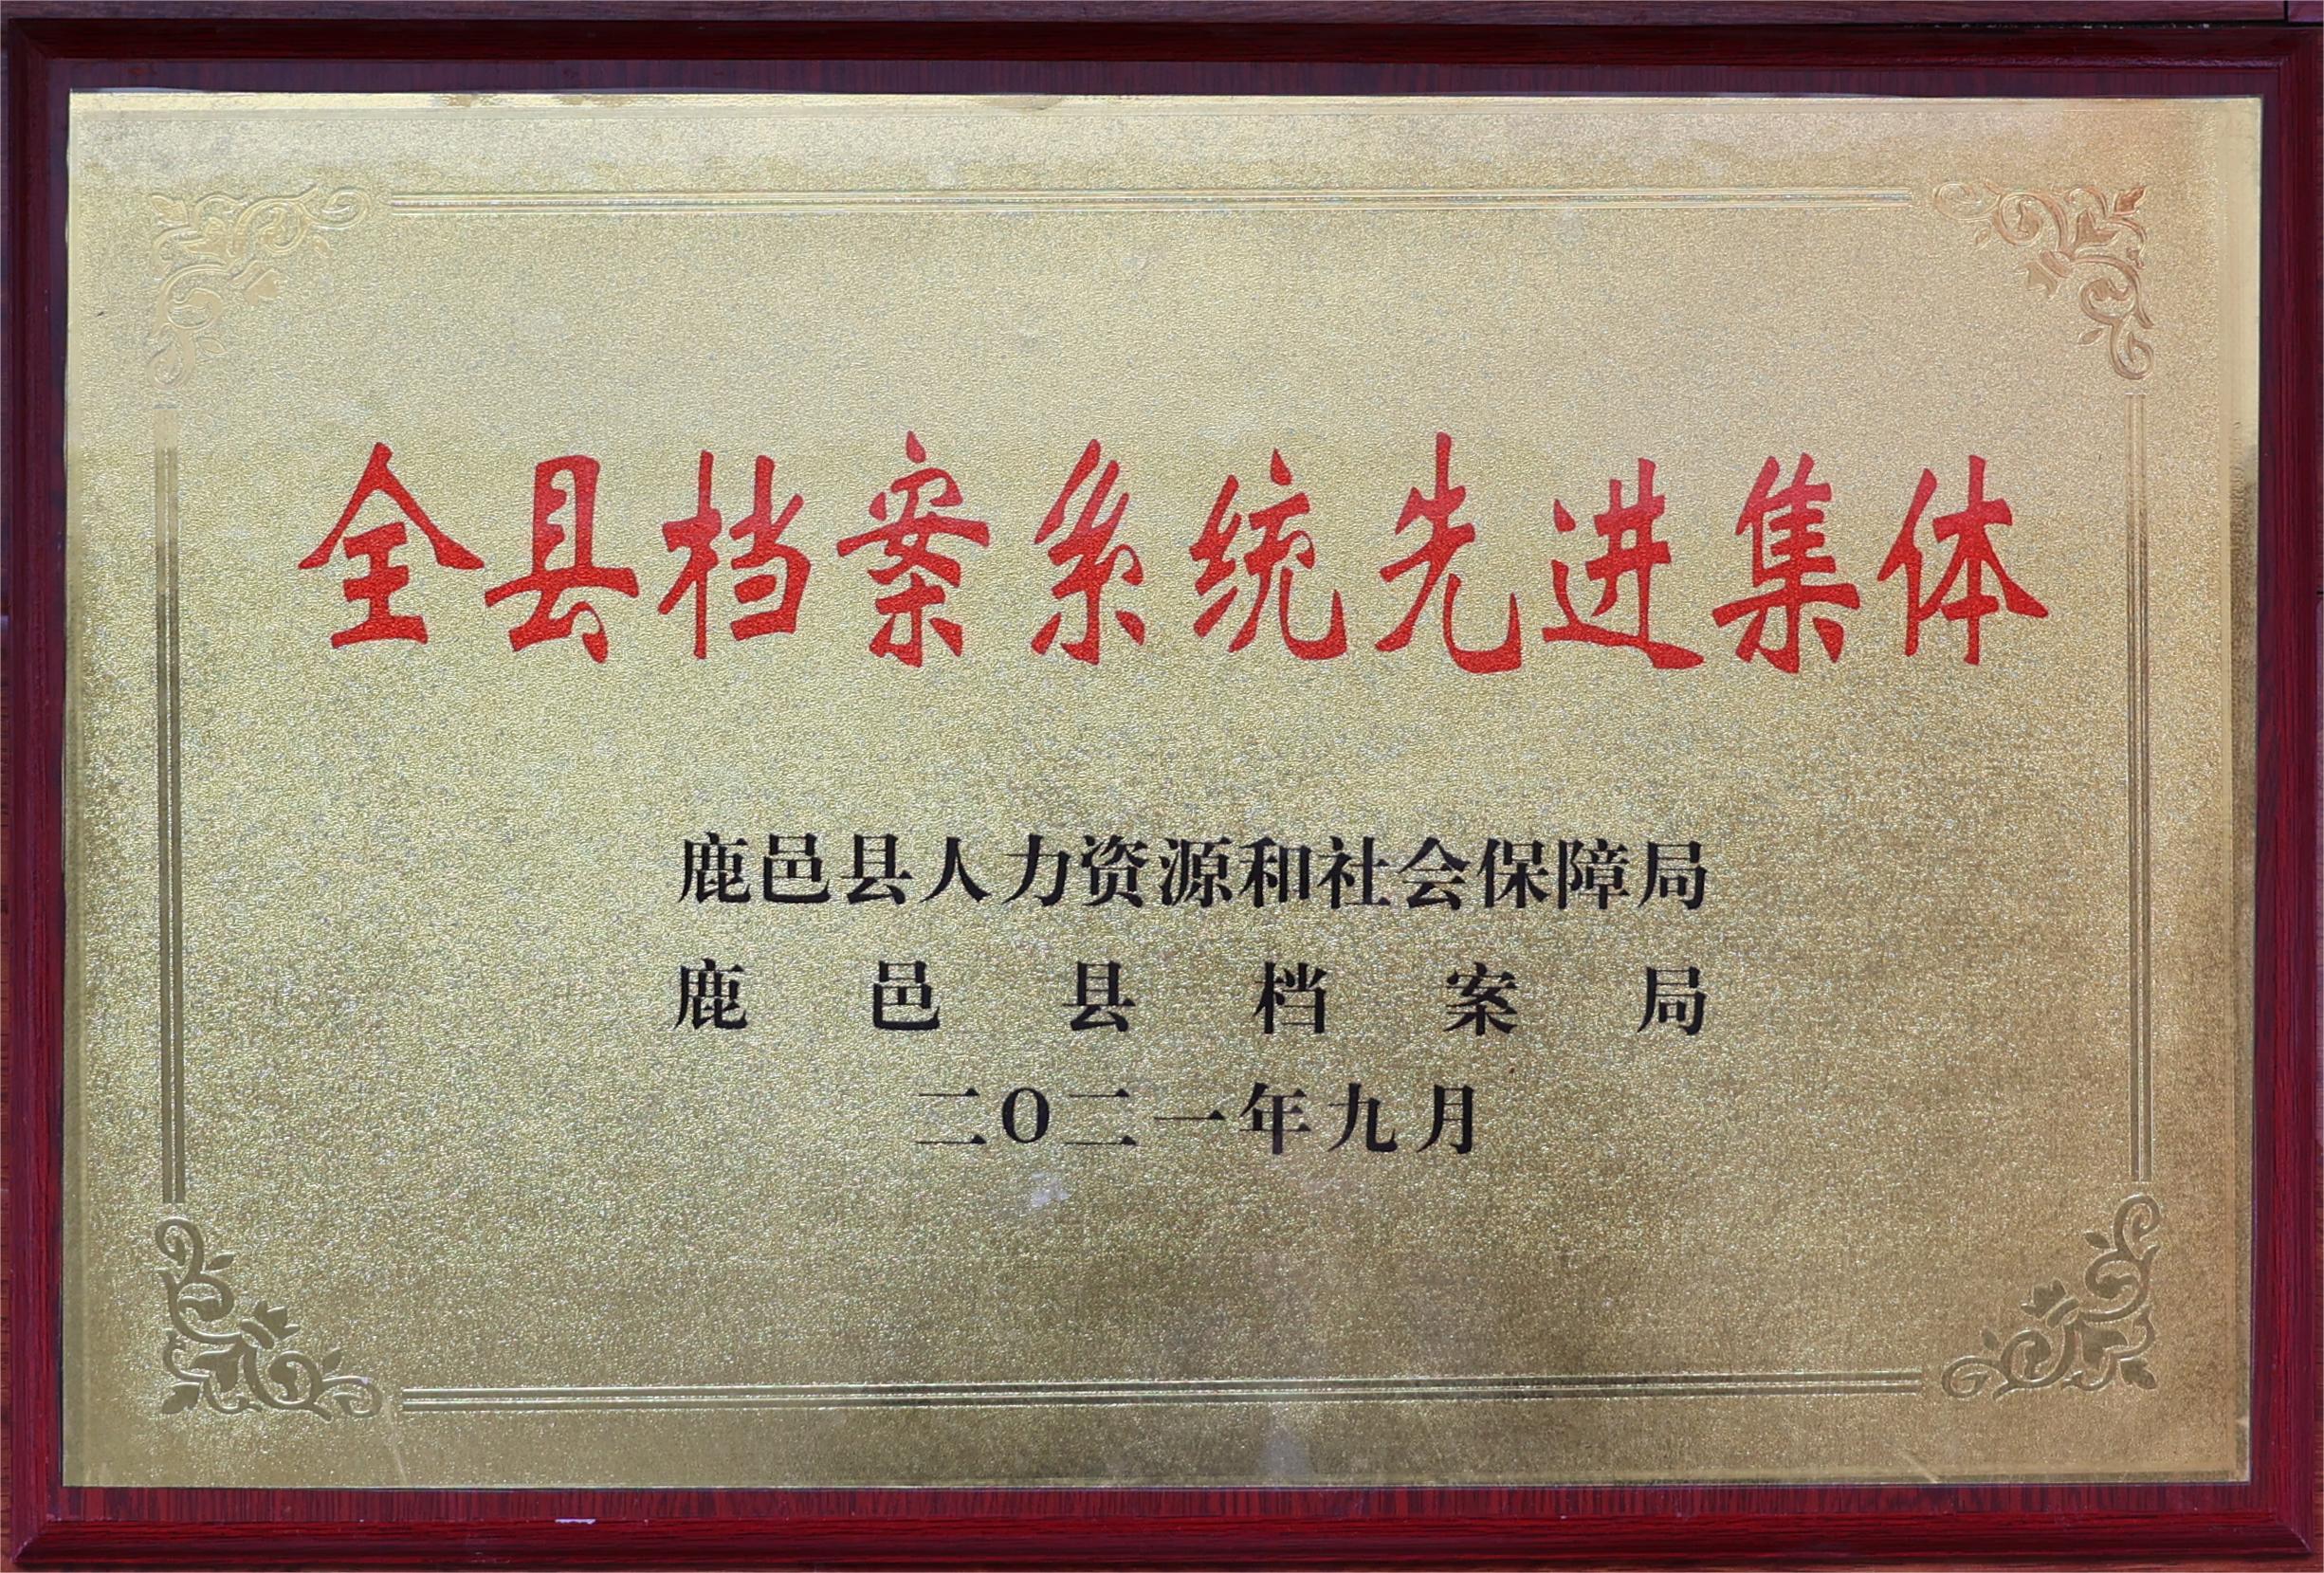 全县档案系统先进集体
鹿邑县人力资源和社会保障局
鹿邑县档案局
二O二一年九月